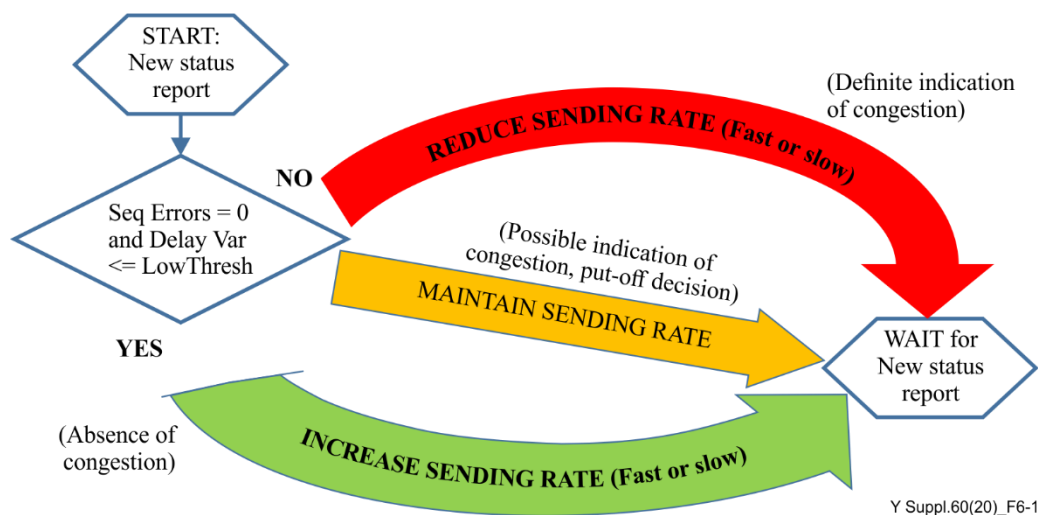 START:
New status
report
NO
REDUCE SENDING RATE (Fast or slow)
(Definite indication
of congestion)
Seq Errors = 0
and Delay Var
<= LowThresh
(Possible indication of
congestion, put-off decision)
MAINTAIN SENDING RATE
YES
WAIT for
New status
report
(Absence of
congestion)
INCREASE SENDING RATE (Fast or slow)
Y Suppl.60(20)_F6-1